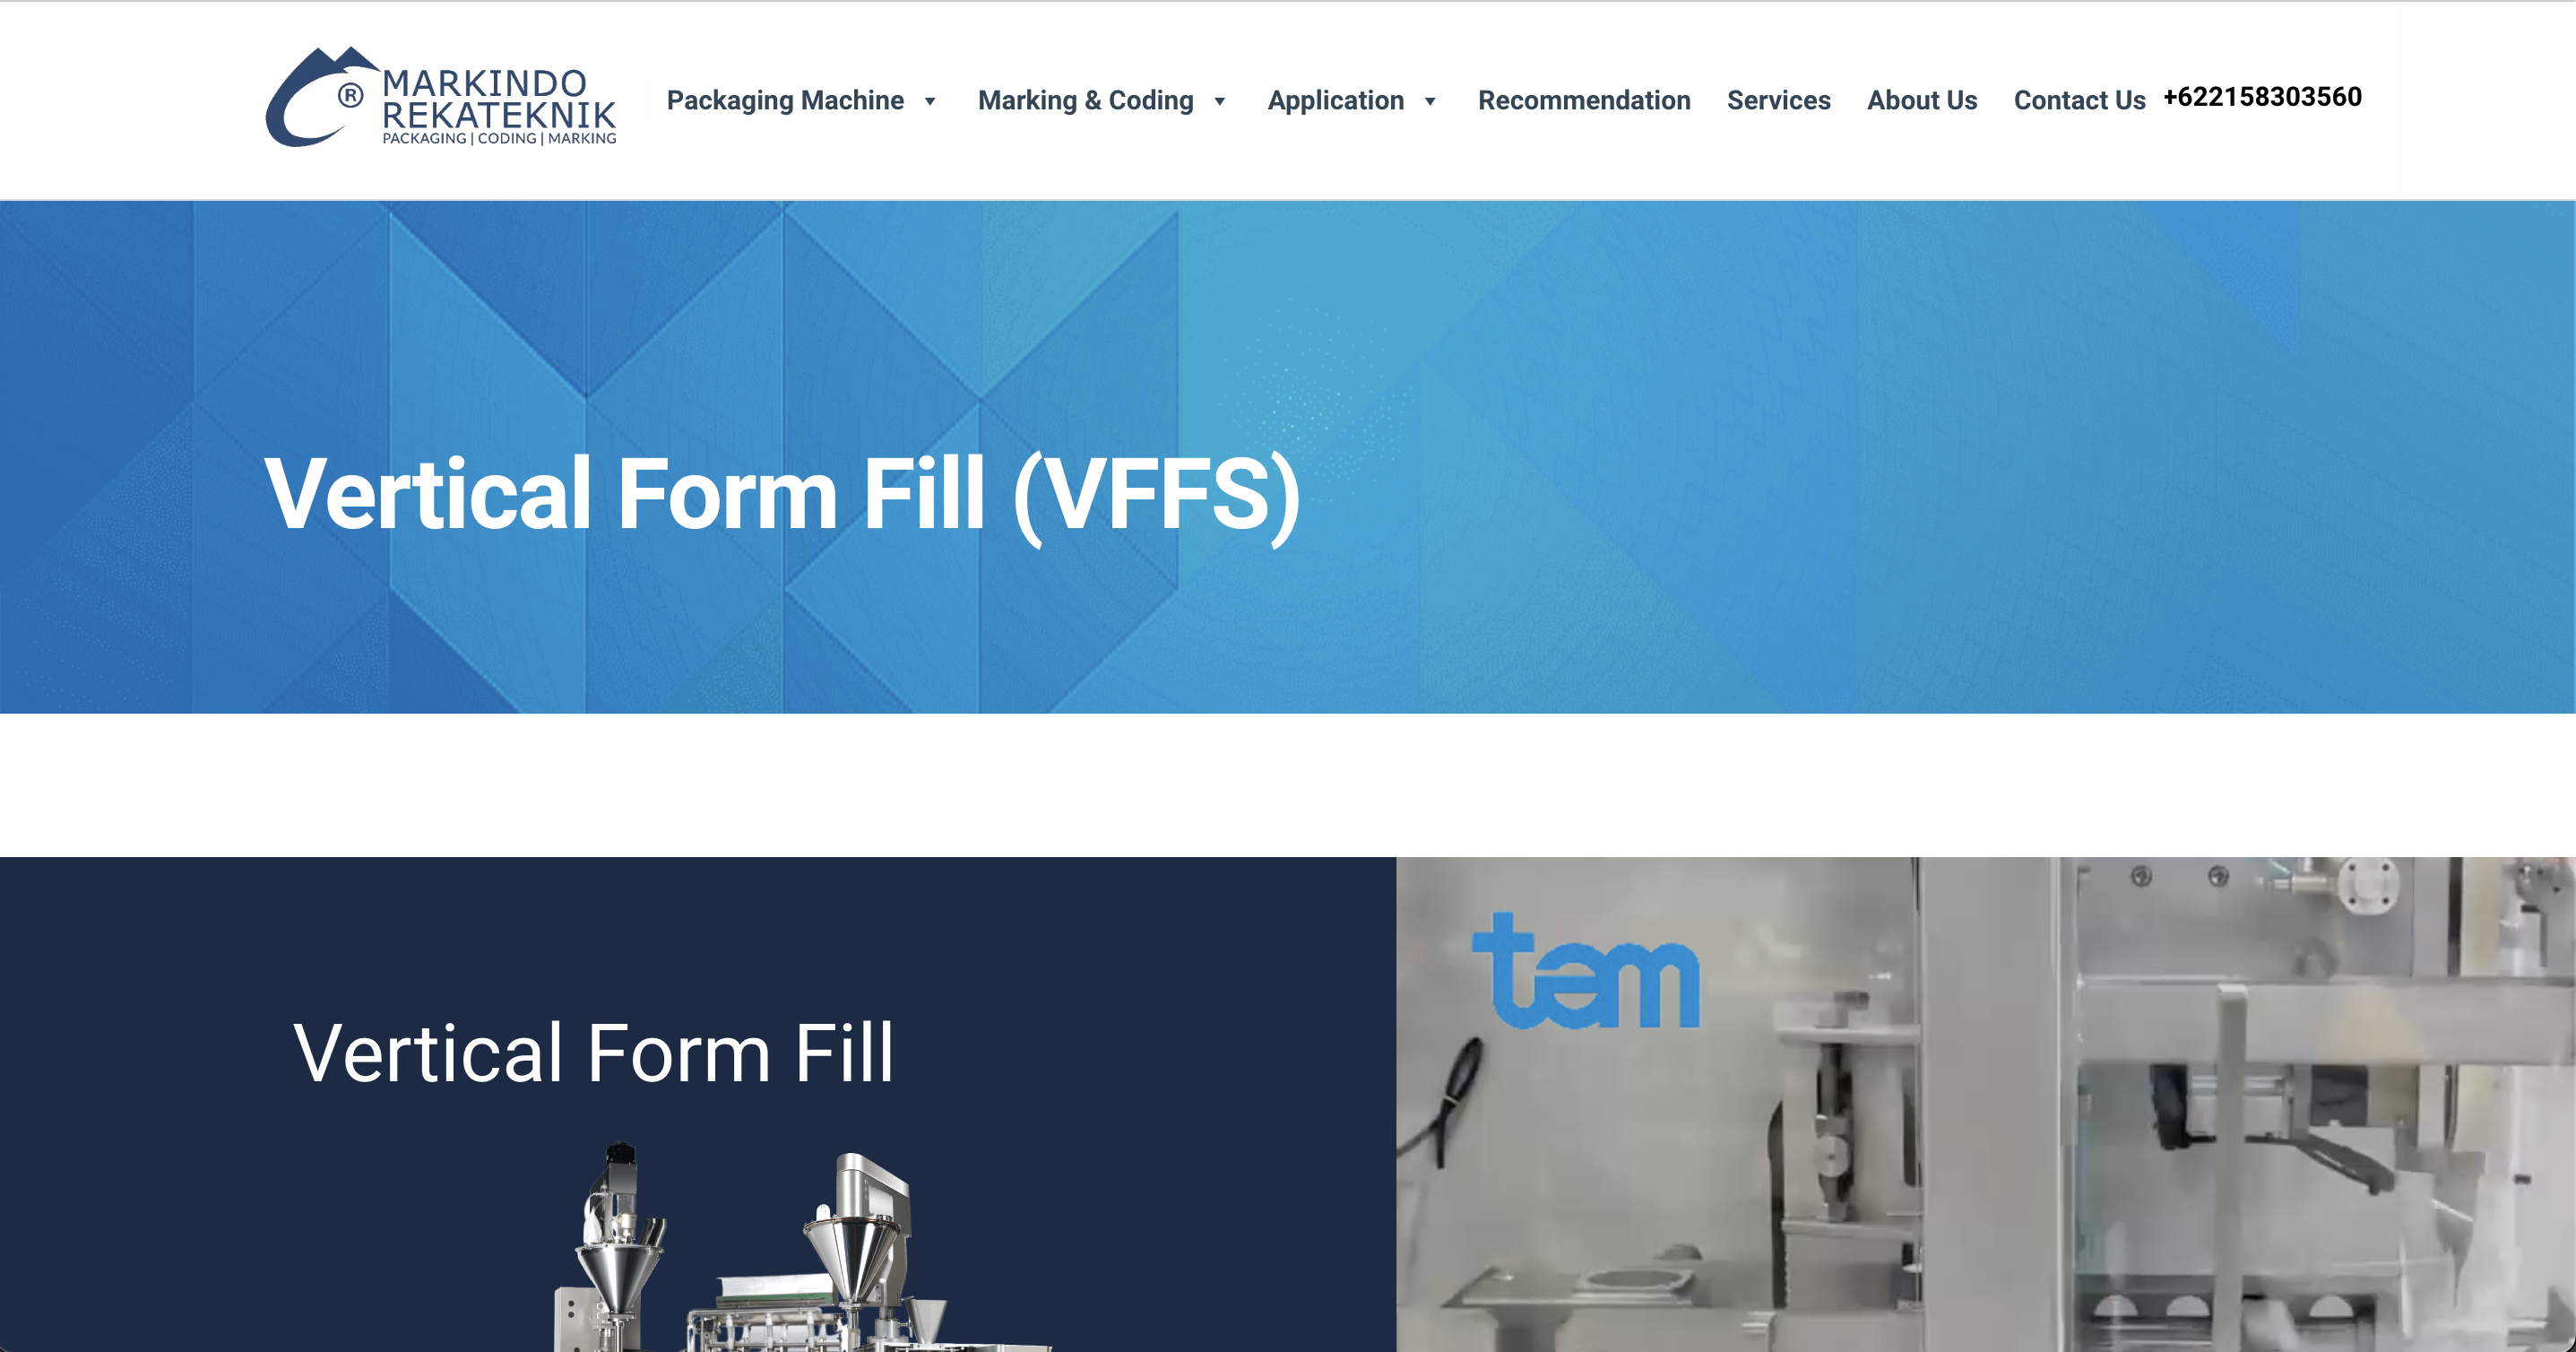 MARKINDO
REKATEKNIK
PACKAGING | CODING | MARKING
®
Packaging Machine
Marking & Coding
Application
Recommendation
Services
About Us
Contact Us
+622158303560
Vertical Form Fill (VFFS)
Vertical Form Fill
tam